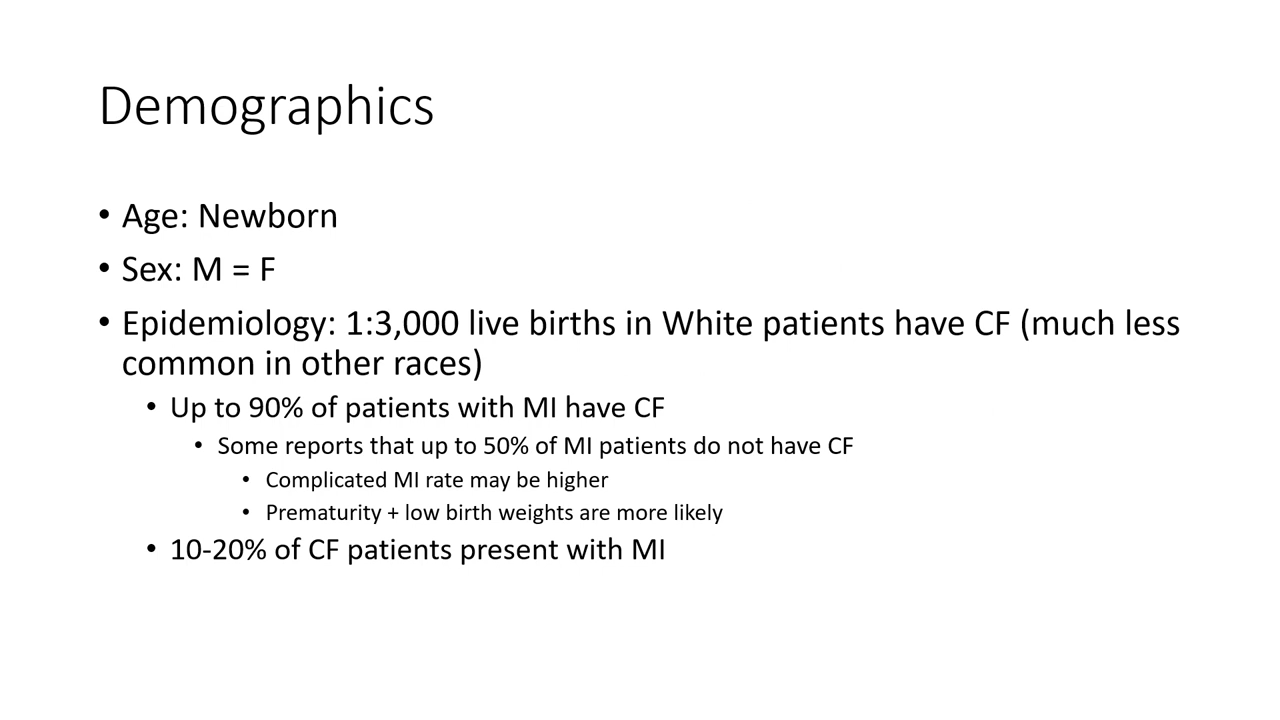 Demographics
• Age: Newborn
• Sex: M = F
• Epidemiology: 1:3,000 live births in White patients have CF (much less
common in other races)
• Up to 90% of patients with MI have CF
• Some reports that up to 50% of MI patients do not have CF
• Complicated MI rate may be higher
• Prematurity + low birth weights are more likely
• 10-20% of CF patients present with MI